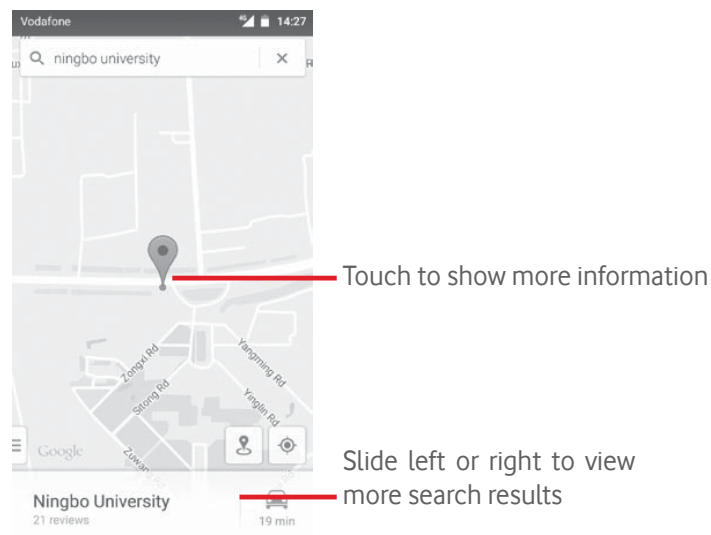 Vodafone 4G 14:27
ningbo university
Touch to show more information
Zongxi Rd
Yangming Rd
Sitong Rd
Yinglin Rd
Google
Slide left or right to view
more search results
Ningbo University
21 reviews
19 min